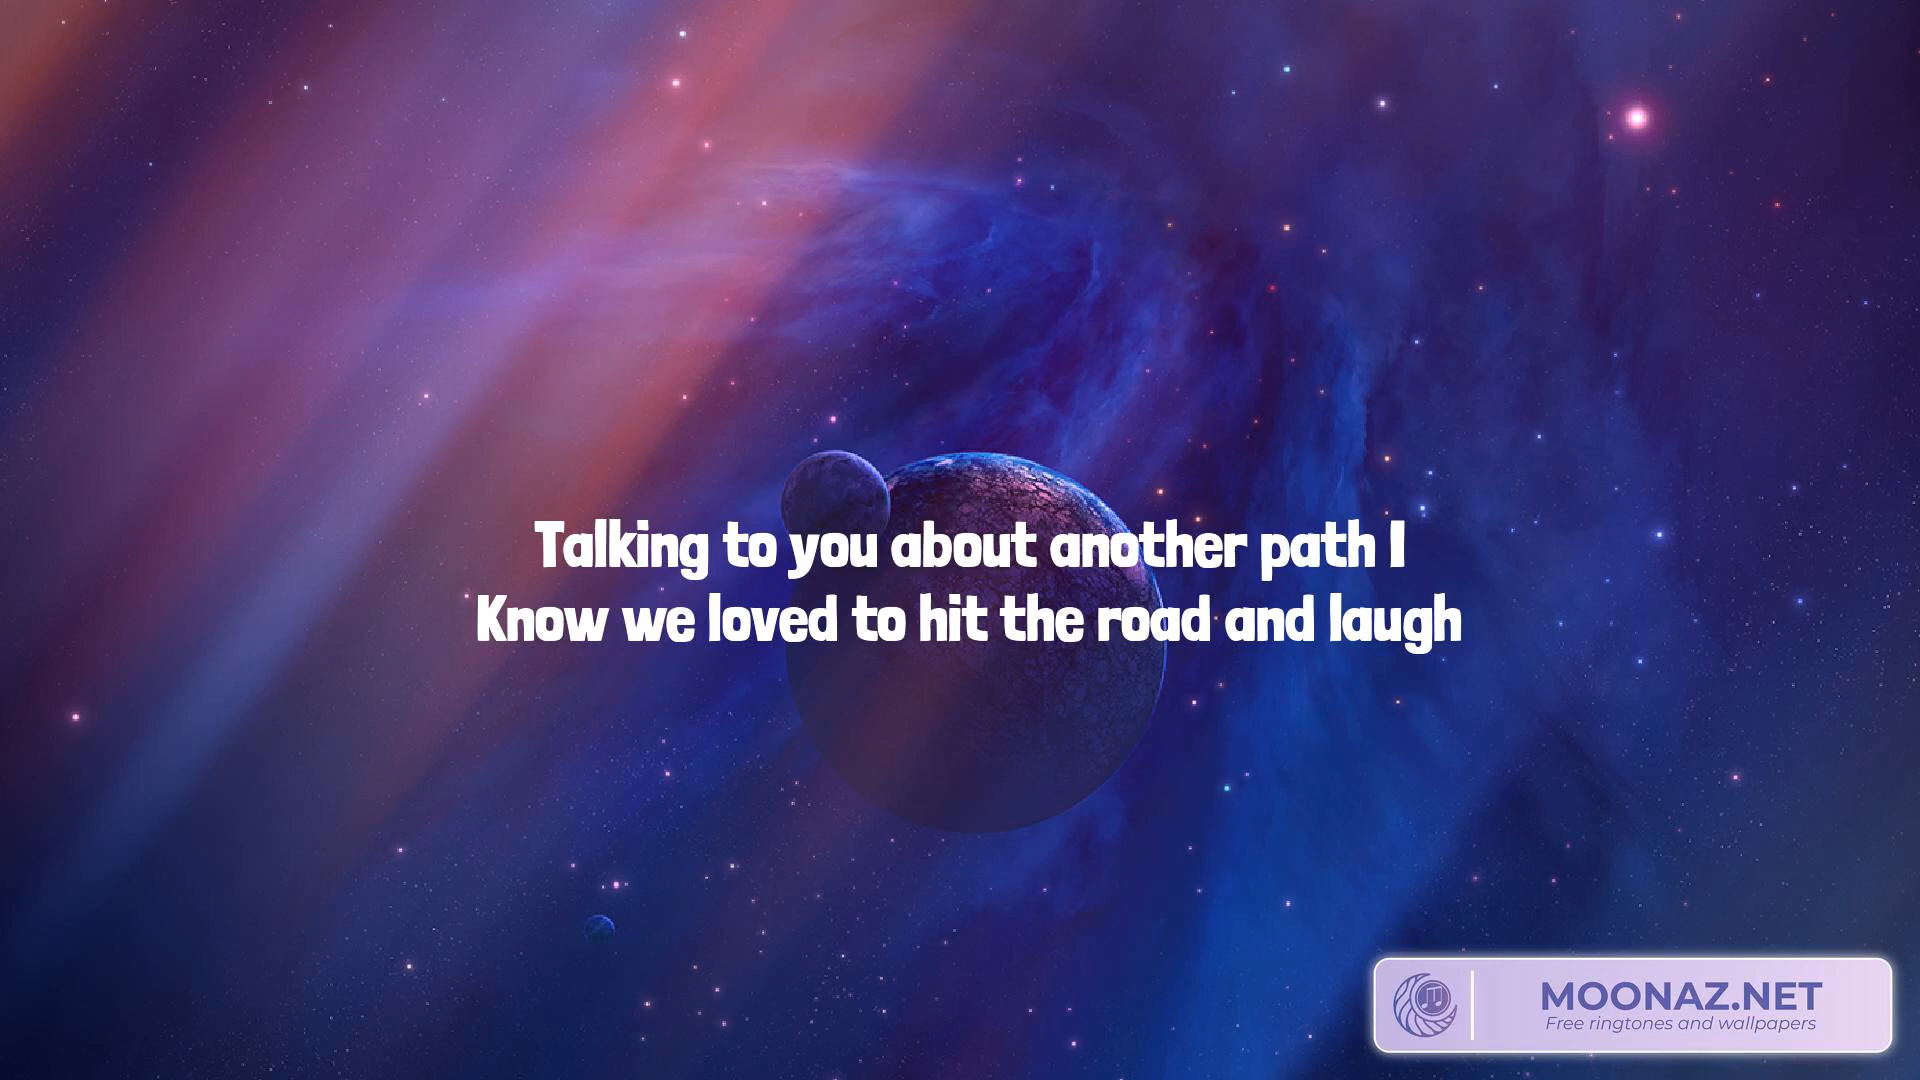 Talking to you about another path I
Know we loved to hit the road and laugh
MOONAZ.NET
Free ringtones and wallpapers